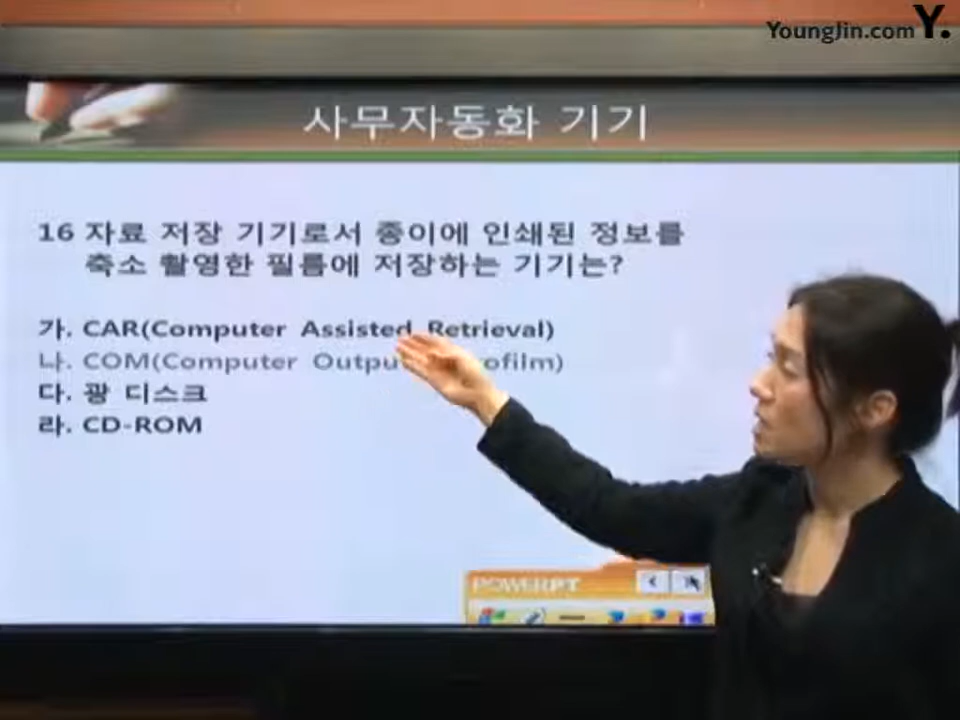 YoungJin.com Y.
사무자동화 기기
16 자료 저장 기기로서 종이에 인쇄된 정보를
축소 촬영한 필름에 저장하는 기기는?
가. CAR(Computer Assisted Retrieval)
나. COM(Computer Outpu ofilm)
다. 광 디스크
라. CD-ROM
POWERPT